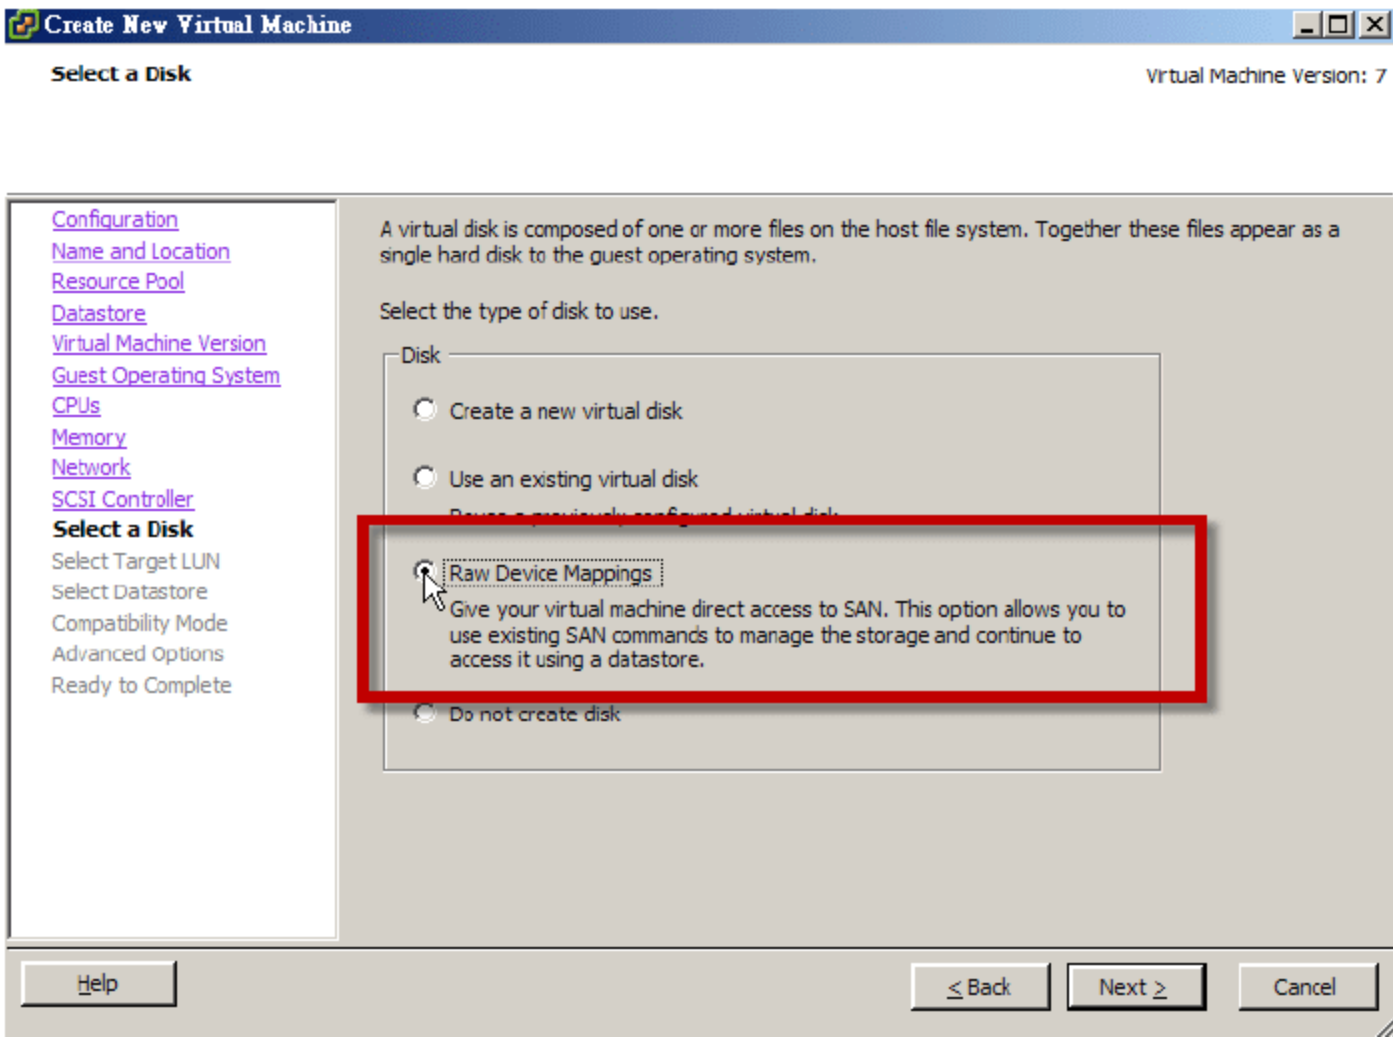 Create New Virtual Machine
Select a Disk
Virtual Machine Version: 7
Configuration
Name and Location
Resource Pool
Datastore
Virtual Machine Version
Guest Operating System
CPUs
Memory
Network
SCSI Controller
Select a Disk
Select Target LUN
Select Datastore
Compatibility Mode
Advanced Options
Ready to Complete
A virtual disk is composed of one or more files on the host file system. Together these files appear as a
single hard disk to the guest operating system.
Select the type of disk to use.
Disk
Create a new virtual disk
Use an existing virtual disk
Reuse a previously configured virtual disk
Raw Device Mappings
Give your virtual machine direct access to SAN. This option allows you to
use existing SAN commands to manage the storage and continue to
access it using a datastore.
Do not create disk
Help
< Back
Next >
Cancel